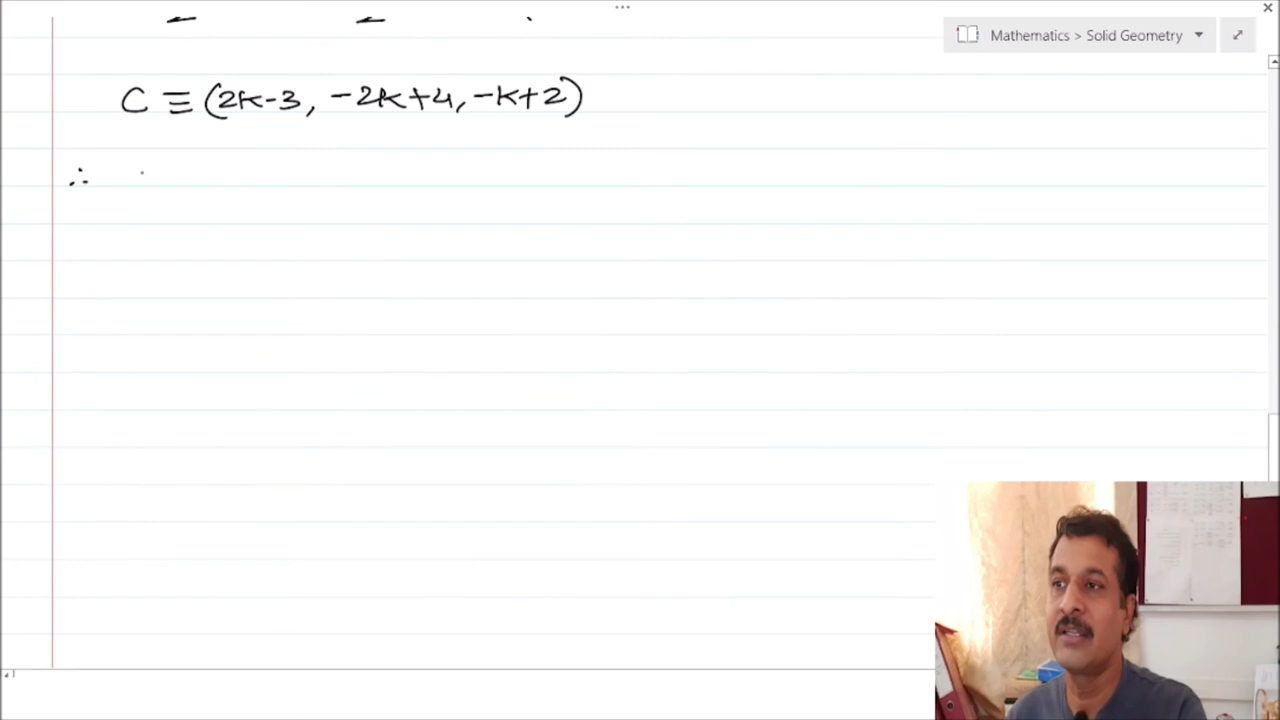 Mathematics > Solid Geometry
C ≡ (2k-3, -2k+4, -k+2)
∴